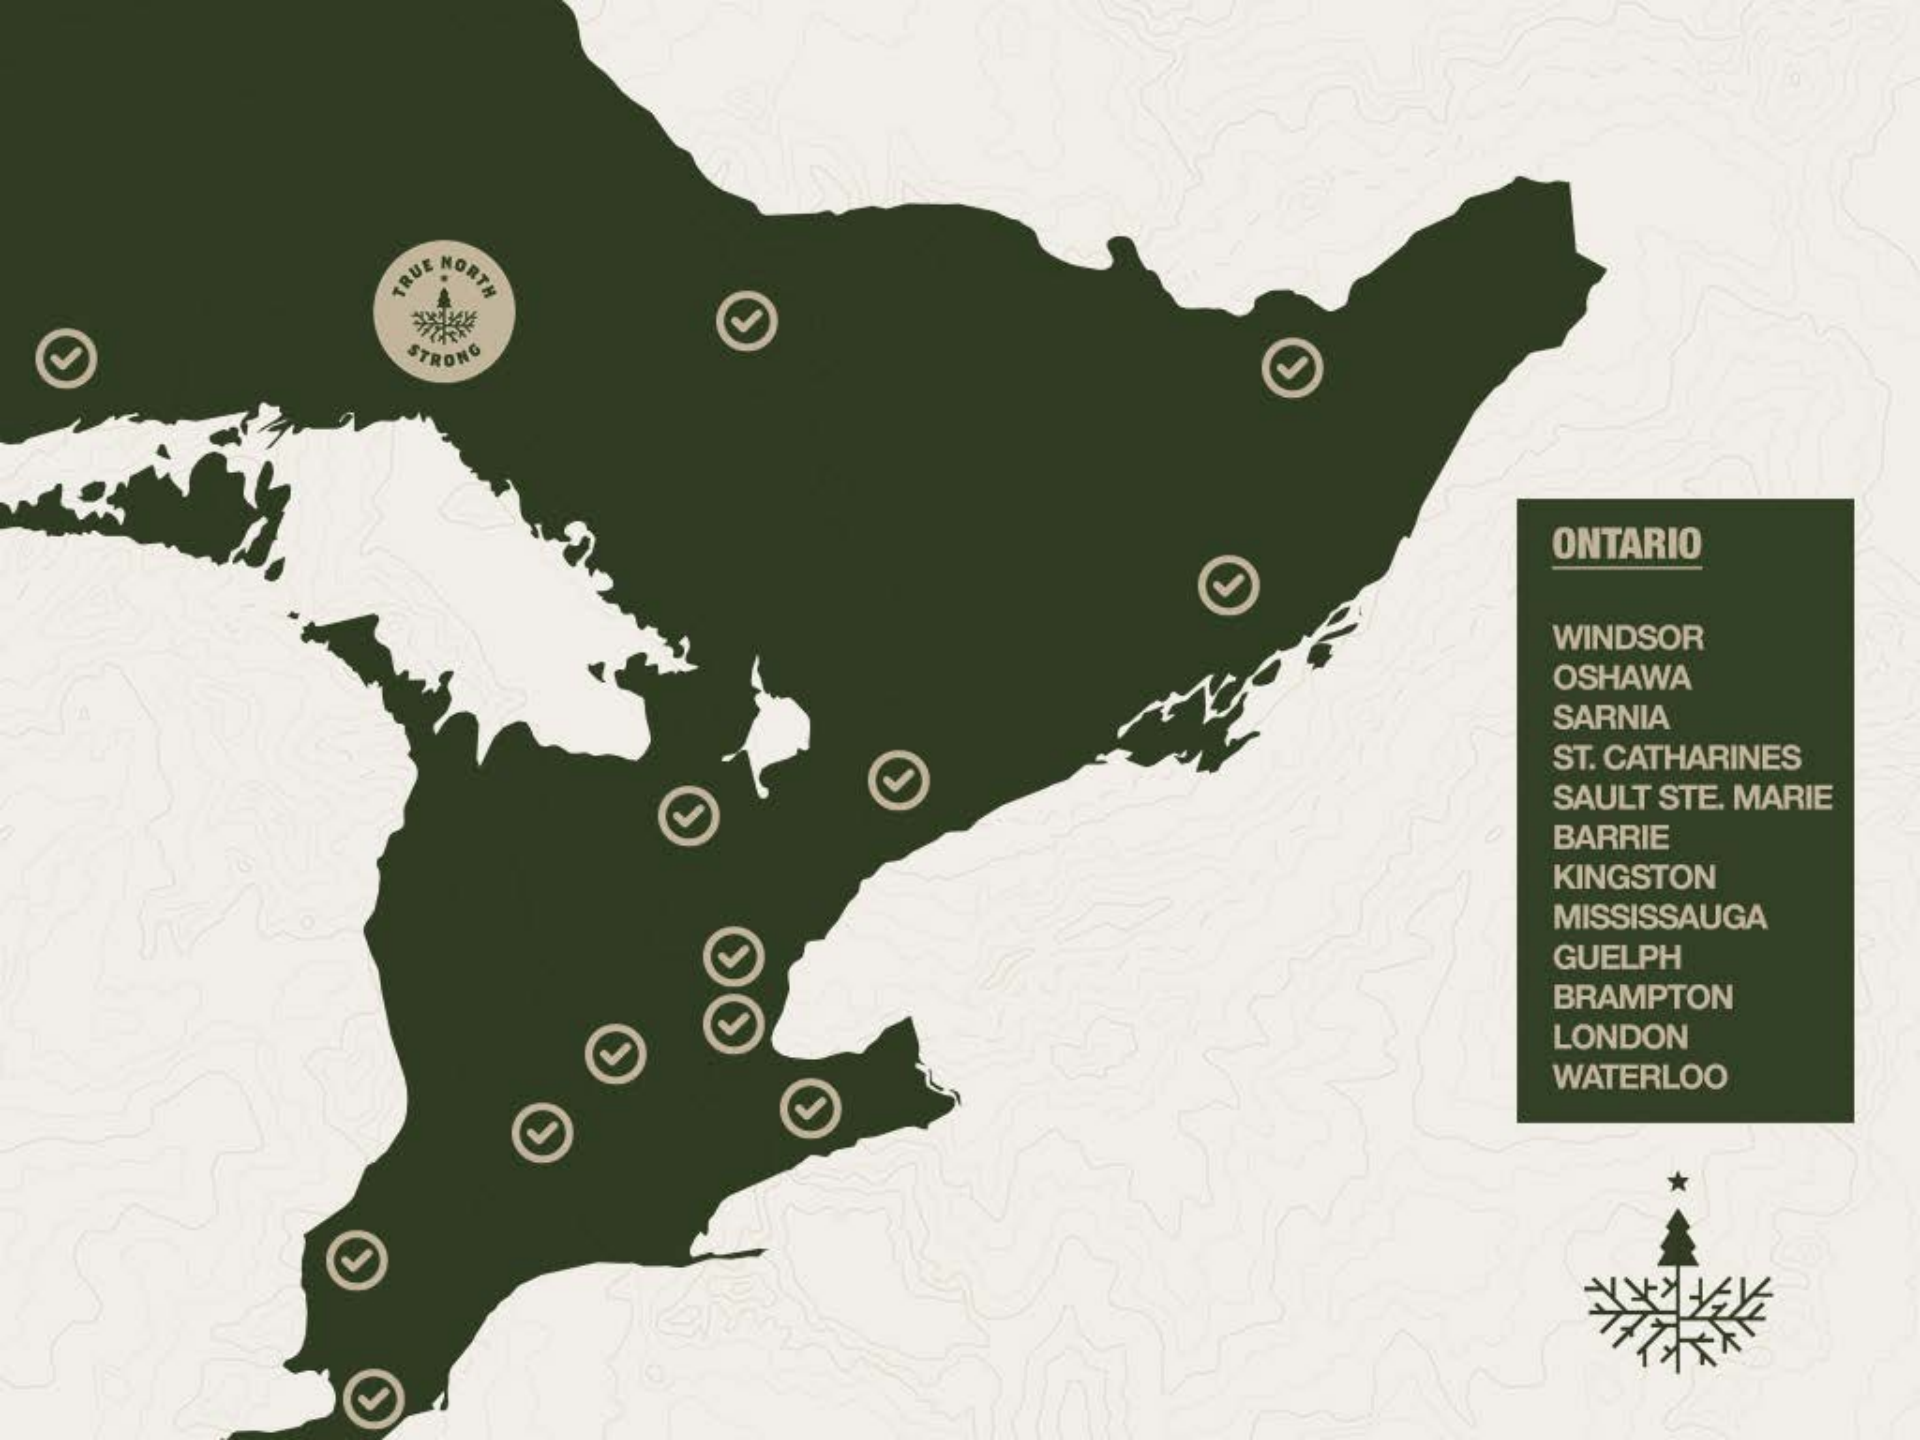 TRUE NORTH
STRONG
ONTARIO
WINDSOR
OSHAWA
SARNIA
ST. CATHARINES
SAULT STE. MARIE
BARRIE
KINGSTON
MISSISSAUGA
GUELPH
BRAMPTON
LONDON
WATERLOO